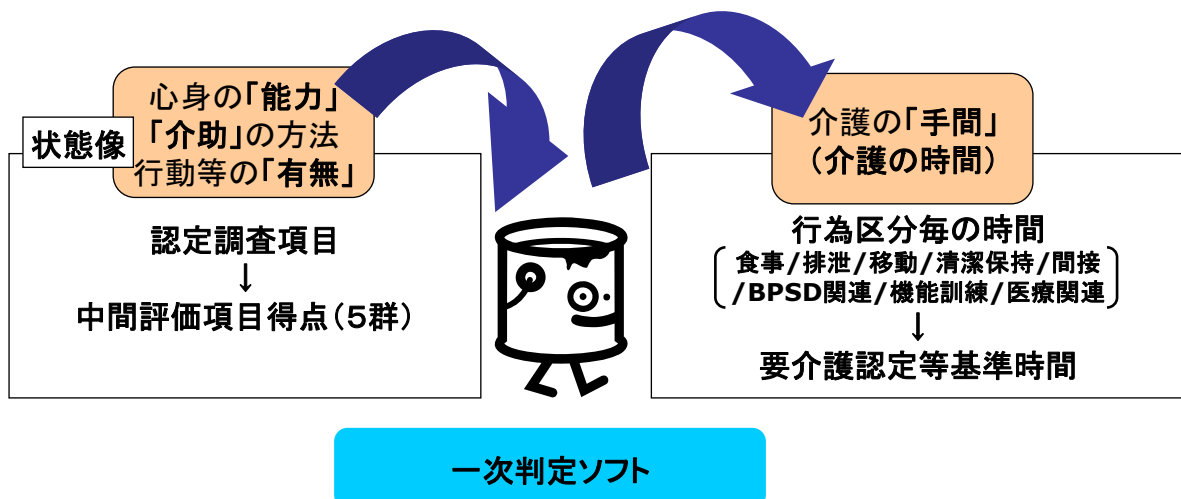 状態像
心身の「能力」
「介助」の方法
行動等の「有無」
認定調査項目
↓
中間評価項目得点（５群）
介護の「手間」
（介護の時間）
行為区分毎の時間
食事/排泄/移動/清潔保持/間接
/BPSD関連/機能訓練/医療関連
↓
要介護認定等基準時間
一次判定ソフト